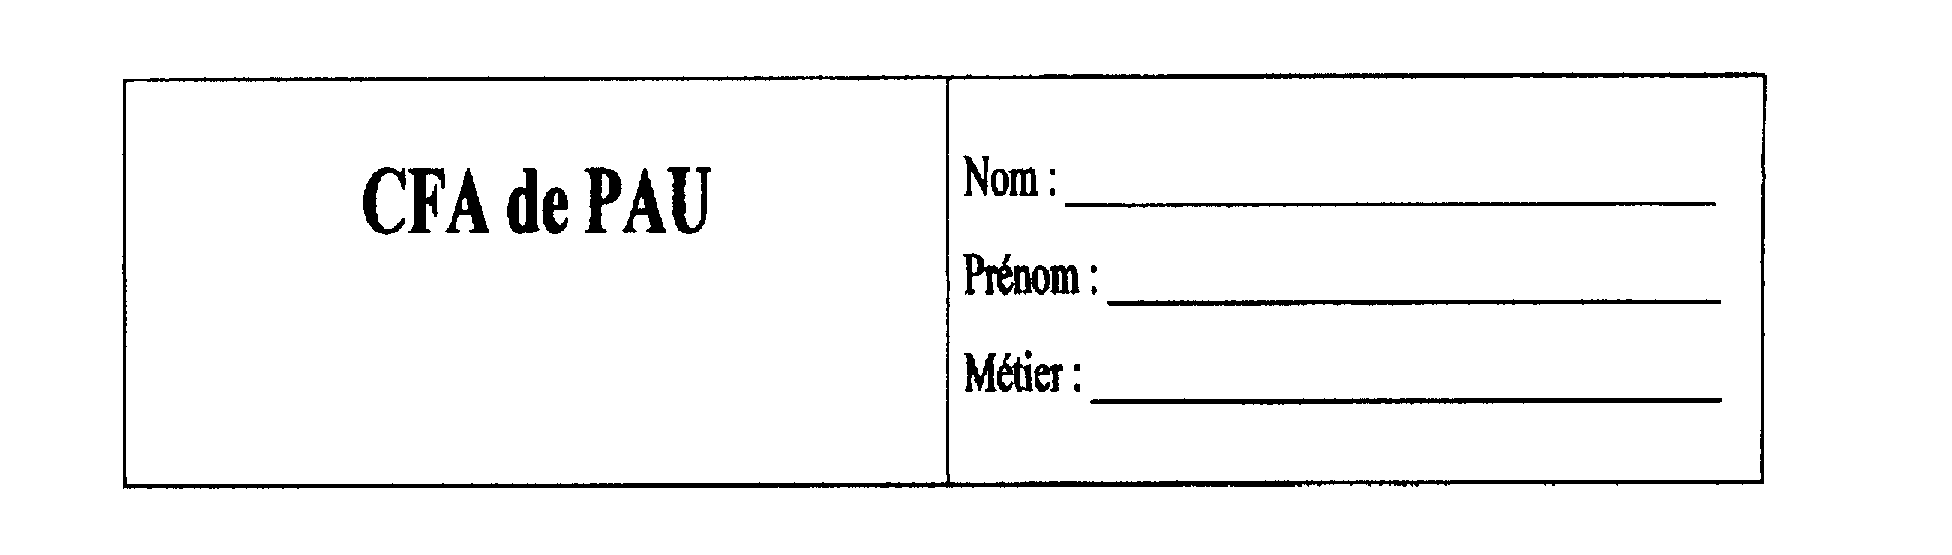 CFA de PAU
Nom :
Prénom :
Métier :